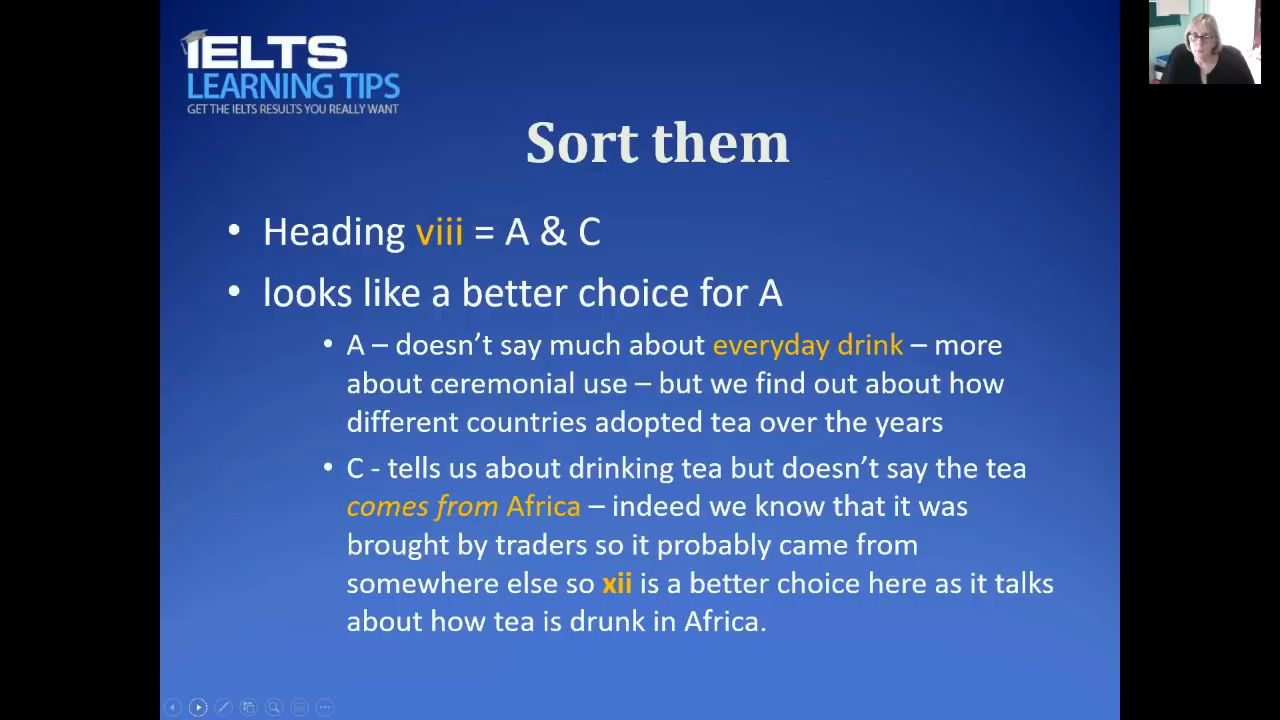 IELTS
LEARNING TIPS
GET THE IELTS RESULTS YOU REALLY WANT
Sort them
• Heading viii = A & C
• looks like a better choice for A
• A – doesn’t say much about everyday drink – more
about ceremonial use – but we find out about how
different countries adopted tea over the years
• C - tells us about drinking tea but doesn’t say the tea
comes from Africa – indeed we know that it was
brought by traders so it probably came from
somewhere else so xii is a better choice here as it talks
about how tea is drunk in Africa.